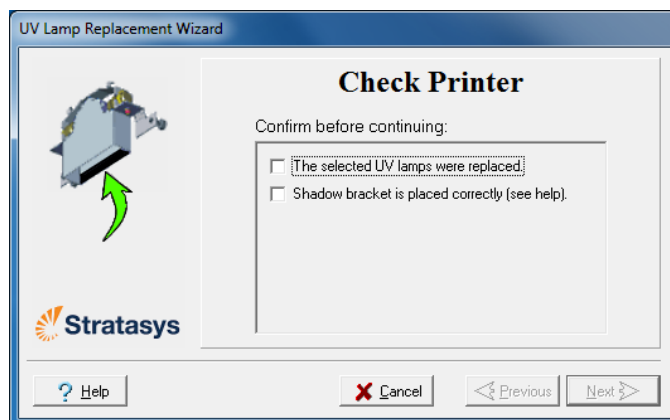 UV Lamp Replacement Wizard
Check Printer
Confirm before continuing:
The selected UV lamps were replaced.
Shadow bracket is placed correctly (see help).
Stratasys
? Help
Cancel
Previous
Next